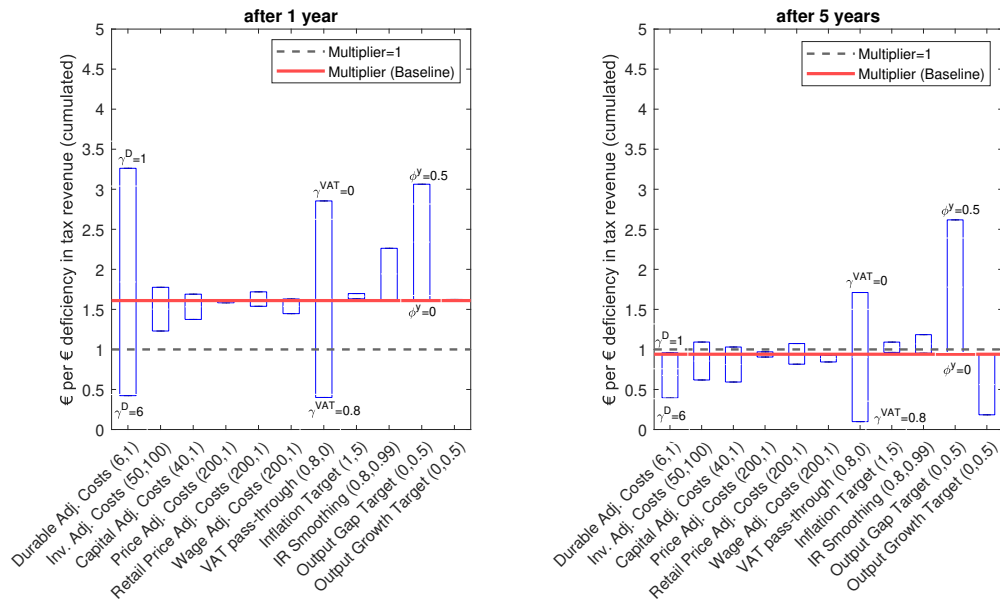 after 1 year
€ per € deficiency in tax revenue (cumulated)
5
4.5
4
3.5
3
2.5
2
1.5
1
0.5
0
Multiplier=1
Multiplier (Baseline)
γD=1
γD=6
γVAT=0
γVAT=0.8
ϕy=0.5
ϕy=0
Durable Adj. Costs (6,1)
Inv. Adj. Costs (50,100)
Capital Adj. Costs (40,1)
Price Adj. Costs (200,1)
Retail Price Adj. Costs (200,1)
Wage Adj. Costs (200,1)
VAT pass-through (0.8,0)
Inflation Target (1,5)
IR Smoothing (0.8,0.99)
Output Gap Target (0,0.5)
Output Growth Target (0,0.5)
after 5 years
€ per € deficiency in tax revenue (cumulated)
5
4.5
4
3.5
3
2.5
2
1.5
1
0.5
0
Multiplier=1
Multiplier (Baseline)
γD=1
γD=6
γVAT=0
γVAT=0.8
ϕy=0.5
ϕy=0
Durable Adj. Costs (6,1)
Inv. Adj. Costs (50,100)
Capital Adj. Costs (40,1)
Price Adj. Costs (200,1)
Retail Price Adj. Costs (200,1)
Wage Adj. Costs (200,1)
VAT pass-through (0.8,0)
Inflation Target (1,5)
IR Smoothing (0.8,0.99)
Output Gap Target (0,0.5)
Output Growth Target (0,0.5)